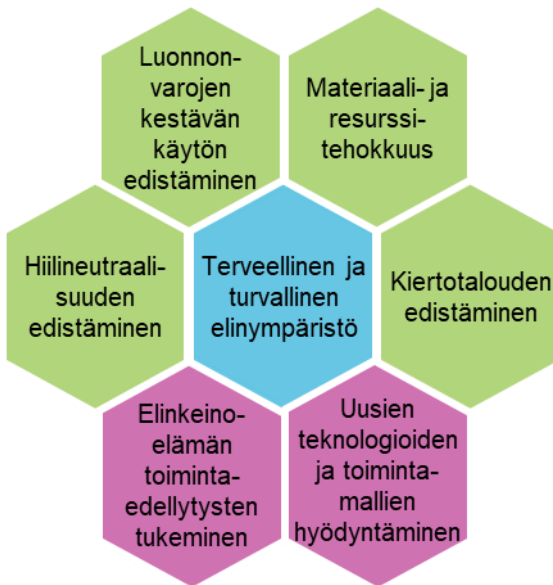 Luonnon-
varojen
kestävän
käytön
edistäminen
Materiaali- ja
resurssi-
tehokkuus
Hiilineutraali-
suuden
edistäminen
Terveellinen ja
turvallinen
elinympäristö
Kiertotalouden
edistäminen
Elinkeino-
elämän
toiminta-
edellytysten
tukeminen
Uusien
teknologioiden
ja toiminta-
mallien
hyödyntäminen